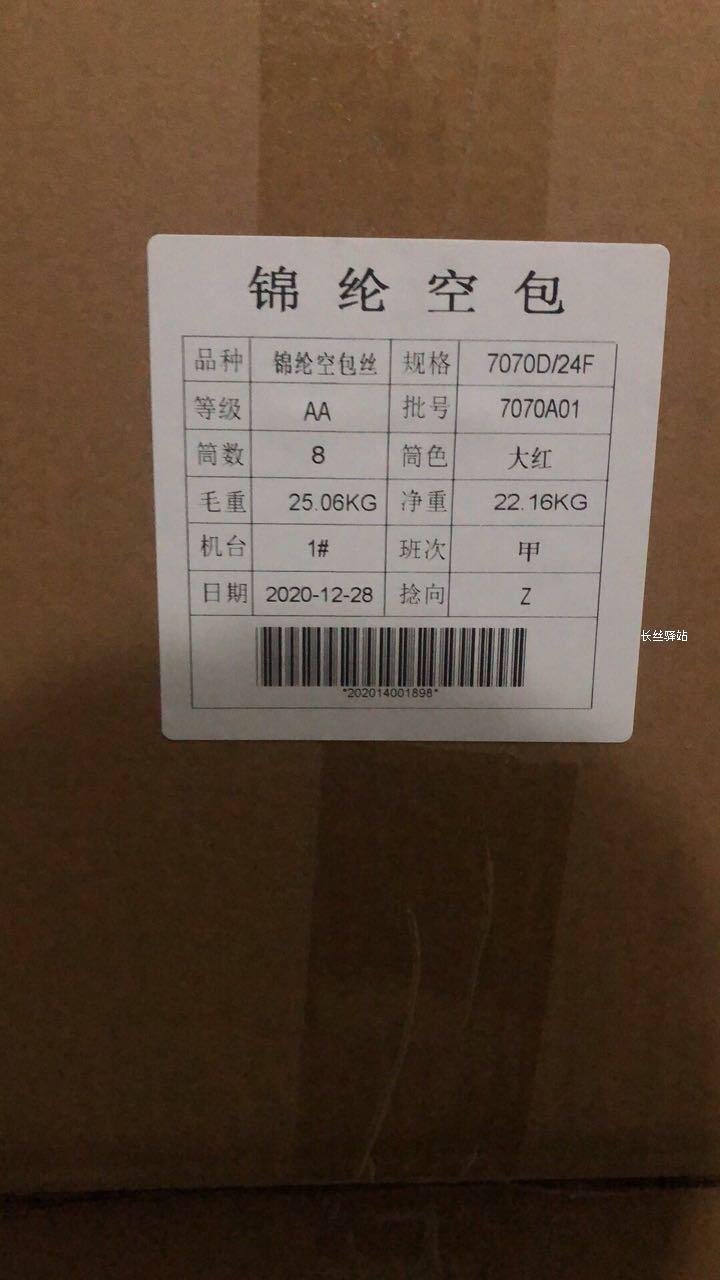 锦纶空包
品种 锦纶空包丝 规格 7070D/24F
等级 AA 批号 7070A01
筒数 8 筒色 大红
毛重 25.06KG 净重 22.16KG
机台 1# 班次 甲
日期 2020-12-28 捻向 Z
*202014001898*
长丝驿站